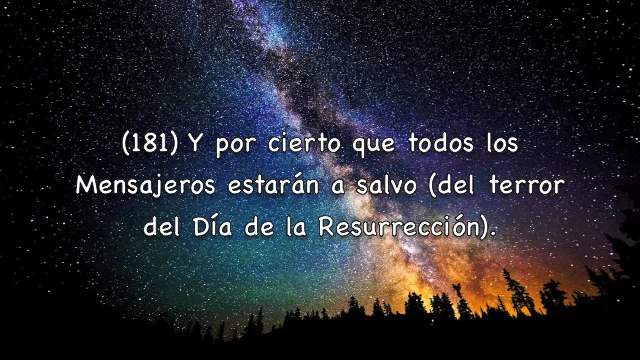 (181) Y por cierto que todos los
Mensajeros estarán a salvo (del terror
del Día de la Resurrección).